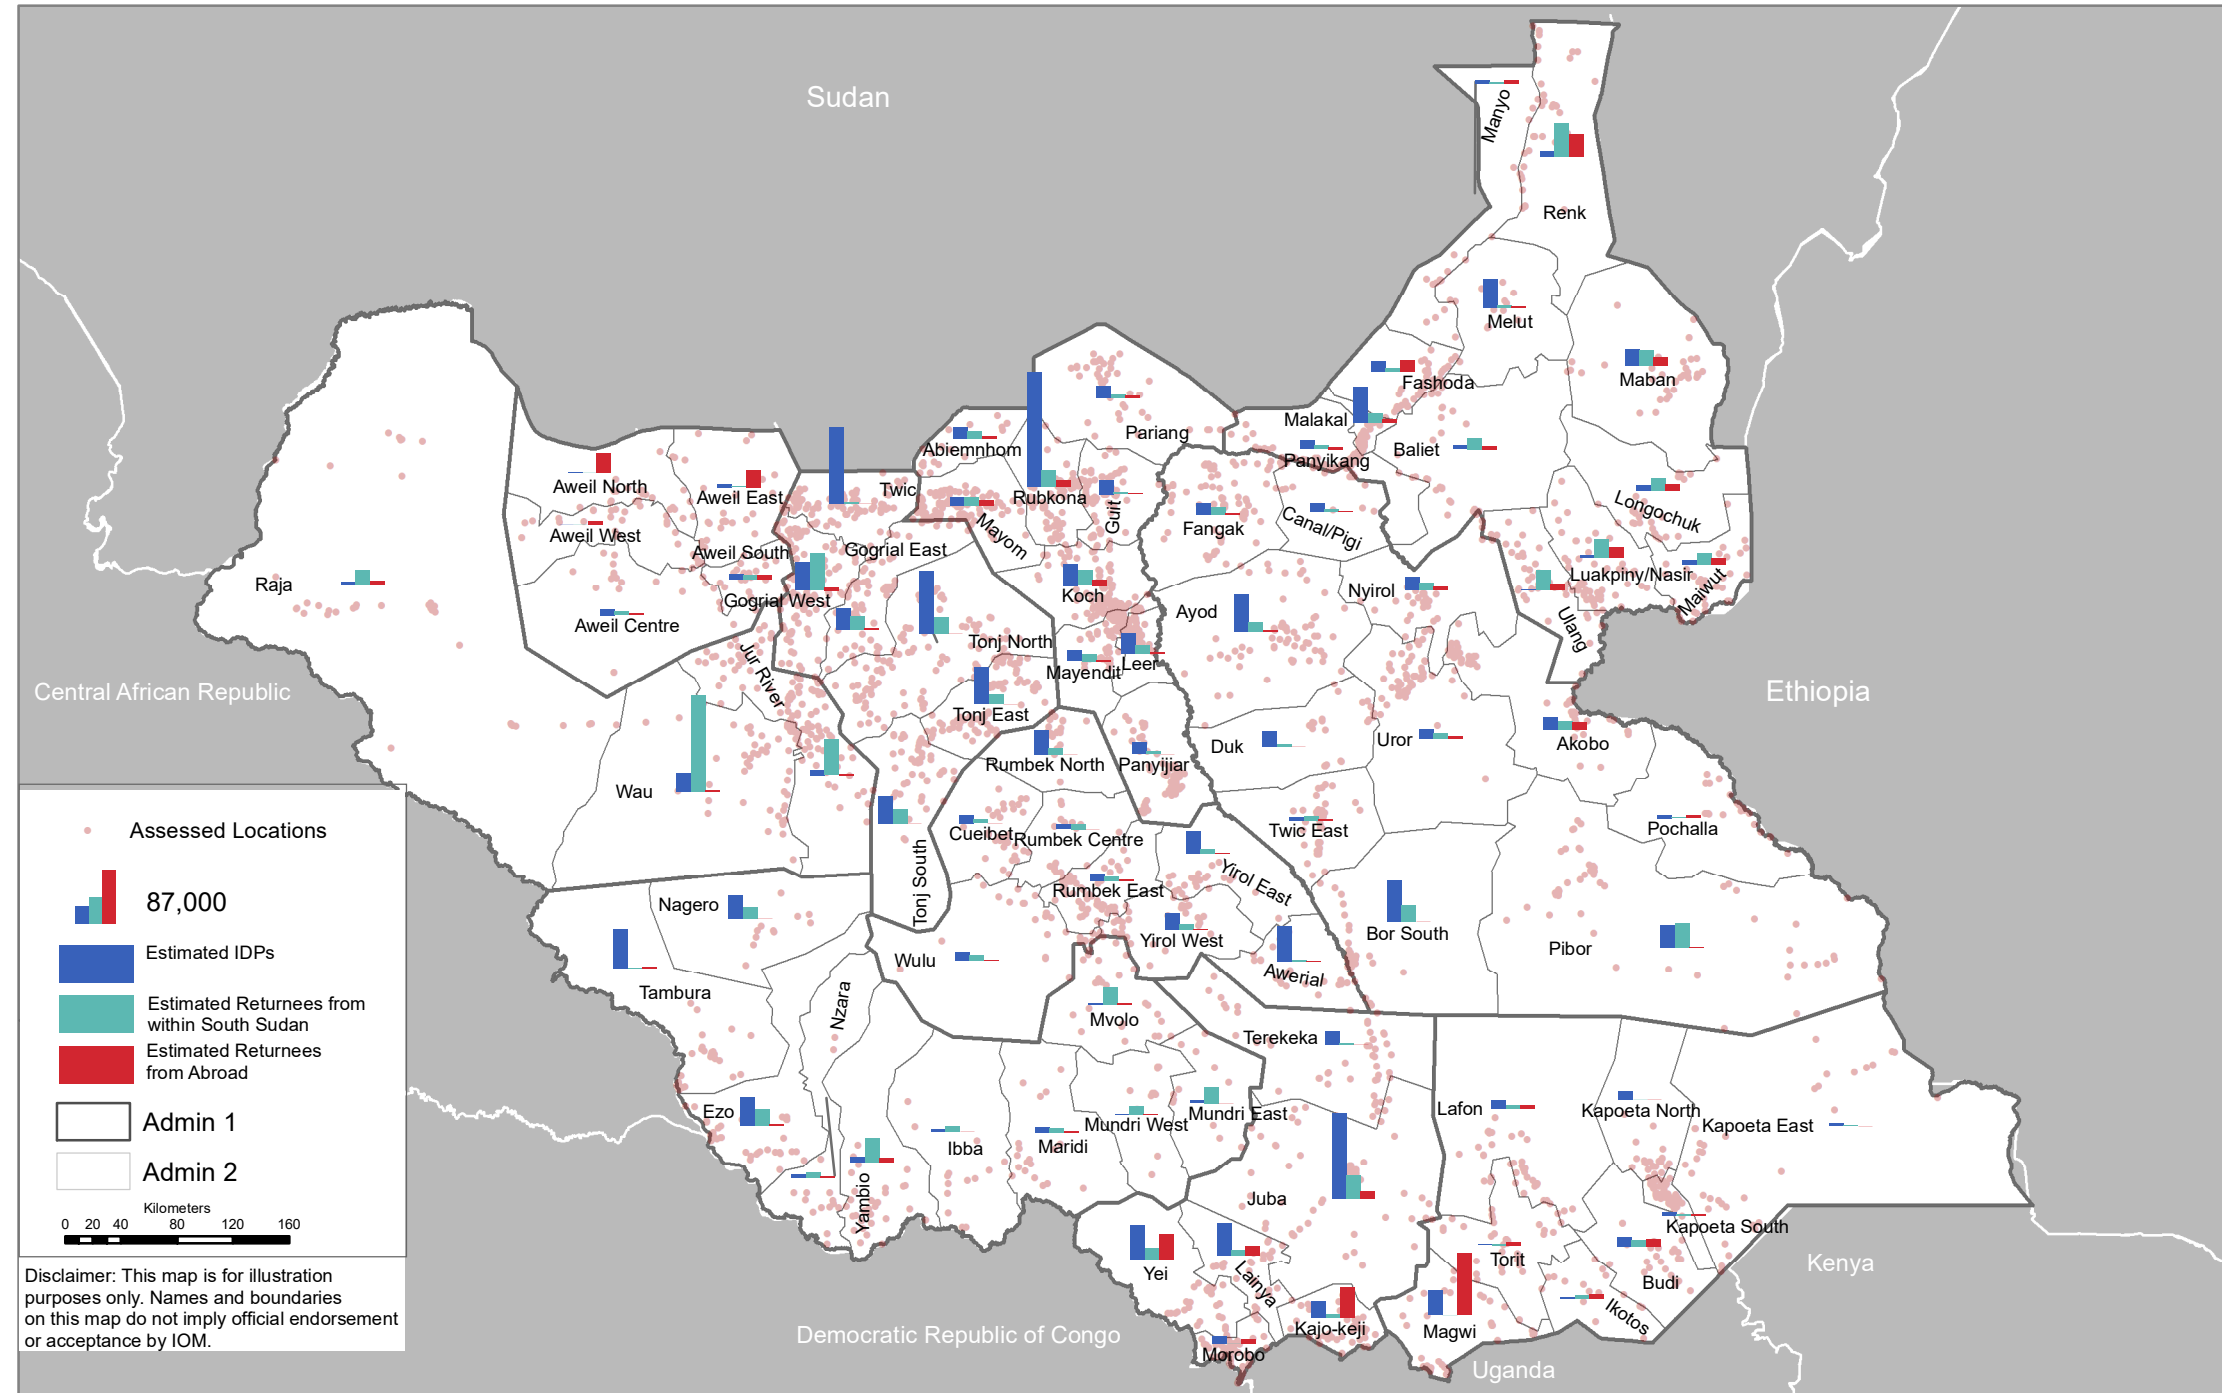 Sudan
Manyo
Renk
Melut
Maban
Fashoda
Malakal
Baliet
Panyikang
Pariang
Abiemnhom
Rubkona
Guit
Twic
Mayom
Aweil North
Aweil East
Aweil West
Aweil South
Aweil Centre
Gogrial East
Gogrial West
Raja
Fangak
Canal/Pigi
Longochuk
Luakpiny/Nasir
Maiwut
Ulang
Nyirol
Koch
Ayod
Tonj North
Mayendit
Leer
Jur River
Central African Republic
Ethiopia
Tonj East
Duk
Uror
Akobo
Rumbek North
Panyijiar
Wau
Cueibet
Rumbek Centre
Twic East
Pochalla
Tonj South
Rumbek East
Yirol East
Nagero
Yirol West
Bor South
Pibor
Wulu
Awerial
Tambura
Nzara
Mvolo
Terekeka
Ezo
Ibba
Maridi
Mundri West
Mundri East
Lafon
Kapoeta North
Kapoeta East
Yambio
Juba
Kapoeta South
Yei
Lainya
Torit
Budi
Kenya
Kajo-keji
Magwi
Ikotos
Morobo
Democratic Republic of Congo
Uganda
Assessed Locations
87,000
Estimated IDPs
Estimated Returnees from
within South Sudan
Estimated Returnees
from Abroad
Admin 1
Admin 2
Kilometers
0 20 40 80 120 160
Disclaimer: This map is for illustration
purposes only. Names and boundaries
on this map do not imply official endorsement
or acceptance by IOM.